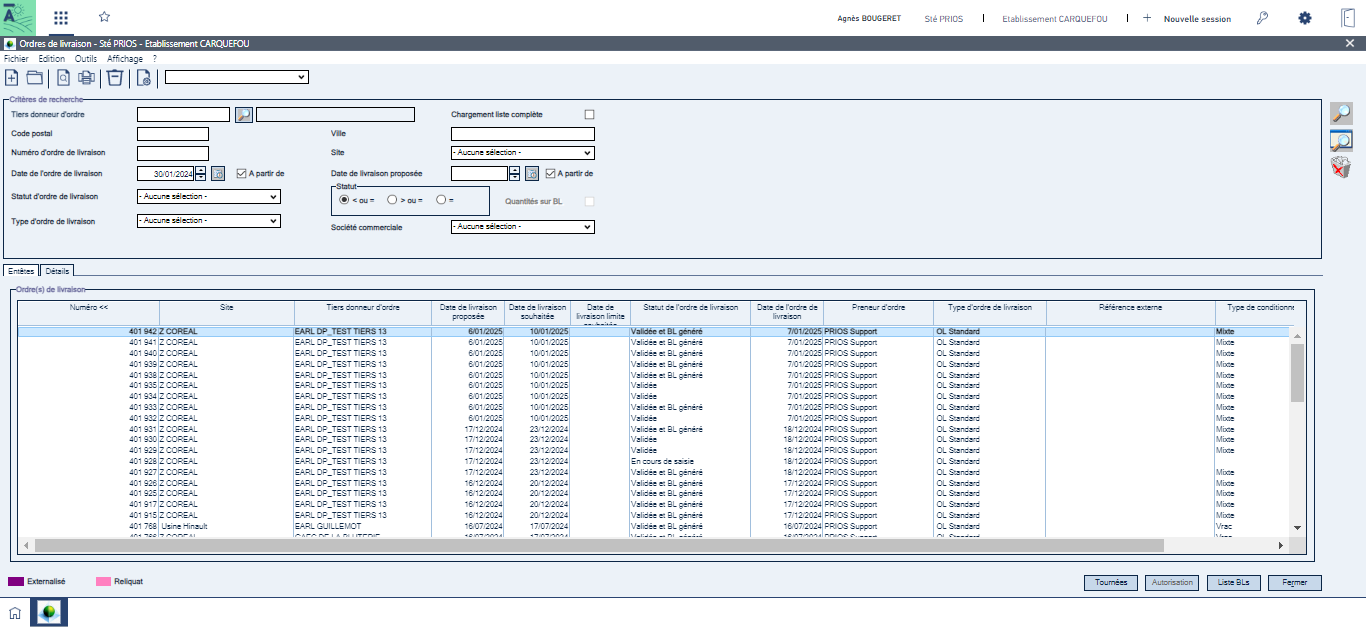 Agnès BOUGERET Sté PRIOS Etablissement CARQUEFOU Nouvelle session
Ordres de livraison - Sté PRIOS - Etablissement CARQUEFOU
Fichier Edition Outils Affichage ?
Critères de recherche
Tiers donneur d'ordre Chargement liste complète
Code postal Ville
Numéro d'ordre de livraison Site - Aucune sélection -
Date de l'ordre de livraison 30/01/2024 A partir de Date de livraison proposée A partir de
Statut
Statut d'ordre de livraison - Aucune sélection - < ou = > ou = = Quantités sur BL
Type d'ordre de livraison - Aucune sélection - Société commerciale - Aucune sélection -
Entêtes Détails
Ordre(s) de livraison
Numéro << Site Tiers donneur d'ordre Date de livraison proposée Date de livraison souhaitée Date de livraison limite souhaitée Statut de l'ordre de livraison Date de l'ordre de livraison Preneur d'ordre Type d'ordre de livraison Référence externe Type de conditionne
401 942 Z COREAL EARL DP_TEST TIERS 13 6/01/2025 10/01/2025 Validée et BL généré 7/01/2025 PRIOS Support OL Standard Mixte
401 941 Z COREAL EARL DP_TEST TIERS 13 6/01/2025 10/01/2025 Validée et BL généré 7/01/2025 PRIOS Support OL Standard Mixte
401 940 Z COREAL EARL DP_TEST TIERS 13 6/01/2025 10/01/2025 Validée et BL généré 7/01/2025 PRIOS Support OL Standard Mixte
401 939 Z COREAL EARL DP_TEST TIERS 13 6/01/2025 10/01/2025 Validée et BL généré 7/01/2025 PRIOS Support OL Standard Mixte
401 938 Z COREAL EARL DP_TEST TIERS 13 6/01/2025 10/01/2025 Validée et BL généré 7/01/2025 PRIOS Support OL Standard Mixte
401 935 Z COREAL EARL DP_TEST TIERS 13 6/01/2025 10/01/2025 Validée 7/01/2025 PRIOS Support OL Standard Mixte
401 934 Z COREAL EARL DP_TEST TIERS 13 6/01/2025 10/01/2025 Validée 7/01/2025 PRIOS Support OL Standard Mixte
401 933 Z COREAL EARL DP_TEST TIERS 13 6/01/2025 10/01/2025 Validée et BL généré 7/01/2025 PRIOS Support OL Standard Mixte
401 932 Z COREAL EARL DP_TEST TIERS 13 6/01/2025 10/01/2025 Validée 7/01/2025 PRIOS Support OL Standard Mixte
401 931 Z COREAL EARL DP_TEST TIERS 13 17/12/2024 23/12/2024 Validée et BL généré 18/12/2024 PRIOS Support OL Standard Mixte
401 930 Z COREAL EARL DP_TEST TIERS 13 17/12/2024 23/12/2024 Validée 18/12/2024 PRIOS Support OL Standard Mixte
401 929 Z COREAL EARL DP_TEST TIERS 13 17/12/2024 23/12/2024 Validée 18/12/2024 PRIOS Support OL Standard Mixte
401 928 Z COREAL EARL DP_TEST TIERS 13 17/12/2024 23/12/2024 En cours de saisie 18/12/2024 PRIOS Support OL Standard
401 927 Z COREAL EARL DP_TEST TIERS 13 17/12/2024 23/12/2024 Validée et BL généré 18/12/2024 PRIOS Support OL Standard Mixte
401 926 Z COREAL EARL DP_TEST TIERS 13 16/12/2024 20/12/2024 Validée et BL généré 17/12/2024 PRIOS Support OL Standard Mixte
401 925 Z COREAL EARL DP_TEST TIERS 13 16/12/2024 20/12/2024 Validée et BL généré 17/12/2024 PRIOS Support OL Standard Mixte
401 917 Z COREAL EARL DP_TEST TIERS 13 16/12/2024 20/12/2024 Validée et BL généré 17/12/2024 PRIOS Support OL Standard Mixte
401 915 Z COREAL EARL DP_TEST TIERS 13 16/12/2024 20/12/2024 Validée et BL généré 17/12/2024 PRIOS Support OL Standard Mixte
401 768 Usine Hinault EARL GUILLEMOT 16/07/2024 17/07/2024 Validée et BL généré 16/07/2024 PRIOS Support OL Standard Vrac
Externalisé Reliquat Tournées Autorisation Liste BLs Fermer